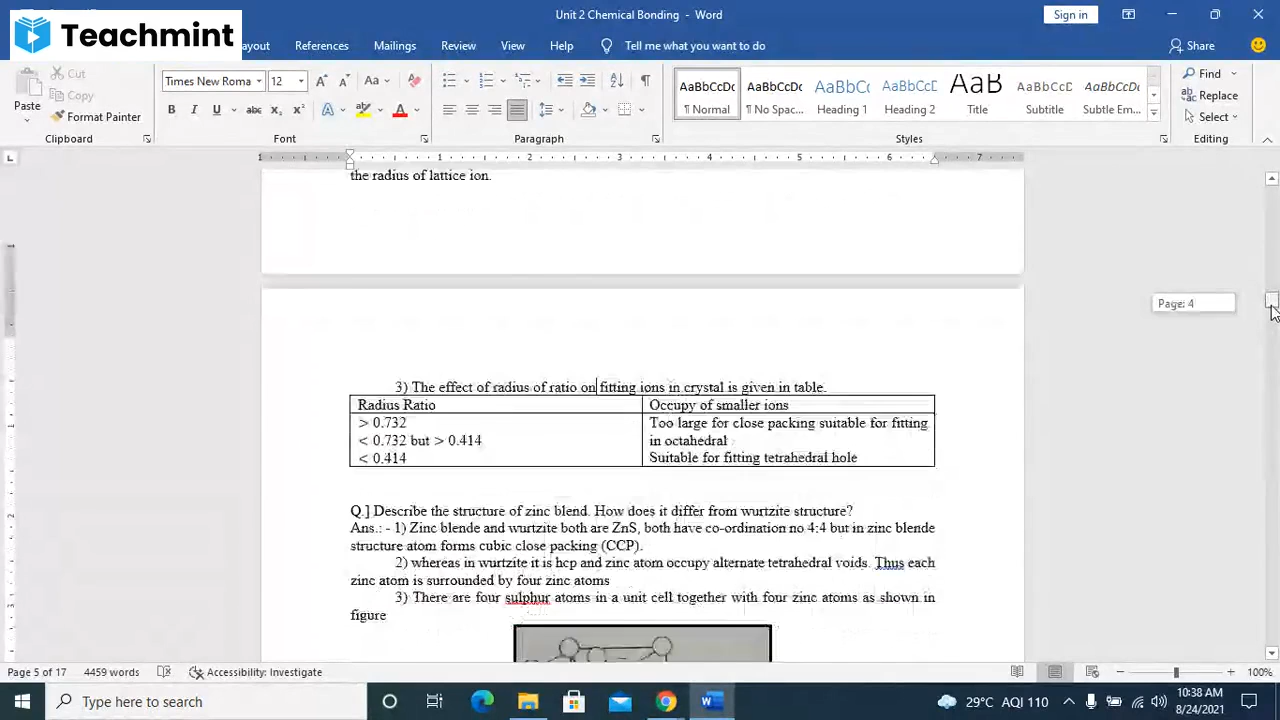 Unit 2 Chemical Bonding - Word
Sign in
Teachmint
References
Mailings
Review
View
Help
Tell me what you want to do
Share
Cut
Copy
Paste
Format Painter
Times New Roma
12
Find
Replace
Select
AaBbCcDc
AaBbCcDc
AaBbCcD
AaBbCcD
AaB
AaBbCcD
AaBbCcDc
¶ Normal
¶ No Spac...
Heading 1
Heading 2
Title
Subtitle
Subtle Em...
Clipboard
Font
Paragraph
Styles
Editing
the radius of lattice ion.
Page: 4
3) The effect of radius of ratio on fitting ions in crystal is given in table.
Radius Ratio
Occupy of smaller ions
> 0.732
< 0.732 but > 0.414
< 0.414
Too large for close packing suitable for fitting
in octahedral
Suitable for fitting tetrahedral hole
Q.] Describe the structure of zinc blend. How does it differ from wurtzite structure?
Ans.: - 1) Zinc blende and wurtzite both are ZnS, both have co-ordination no 4:4 but in zinc blende
structure atom forms cubic close packing (CCP).
2) whereas in wurtzite it is hcp and zinc atom occupy alternate tetrahedral voids. Thus each
zinc atom is surrounded by four zinc atoms
3) There are four sulphur atoms in a unit cell together with four zinc atoms as shown in
figure
Page 5 of 17
4459 words
Accessibility: Investigate
100%
Type here to search
29°C AQI 110
10:38 AM
8/24/2021